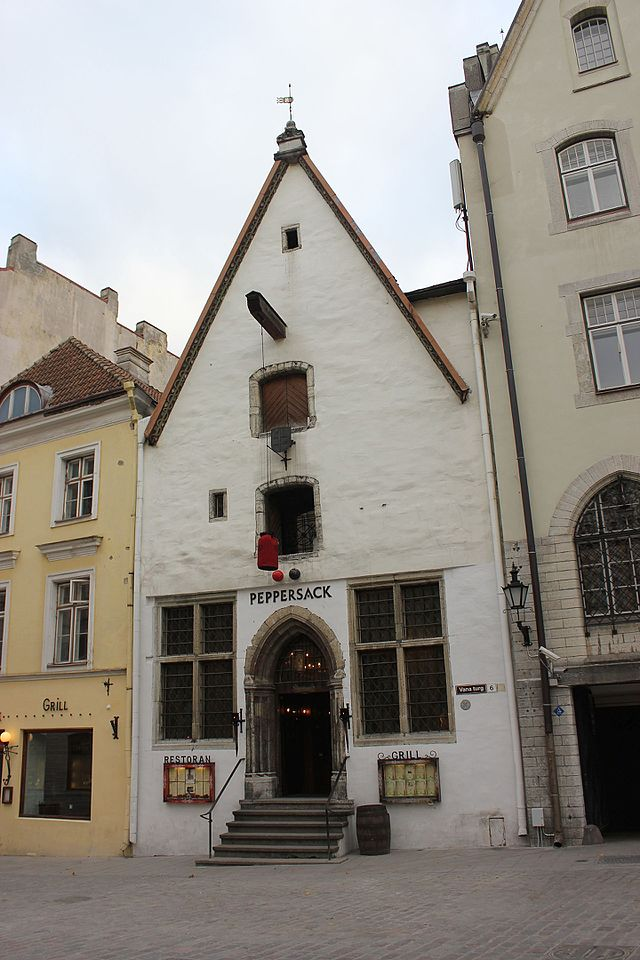 PEPPERSACK
Vana turg 6
RESTORAN
GRILL
GRILL